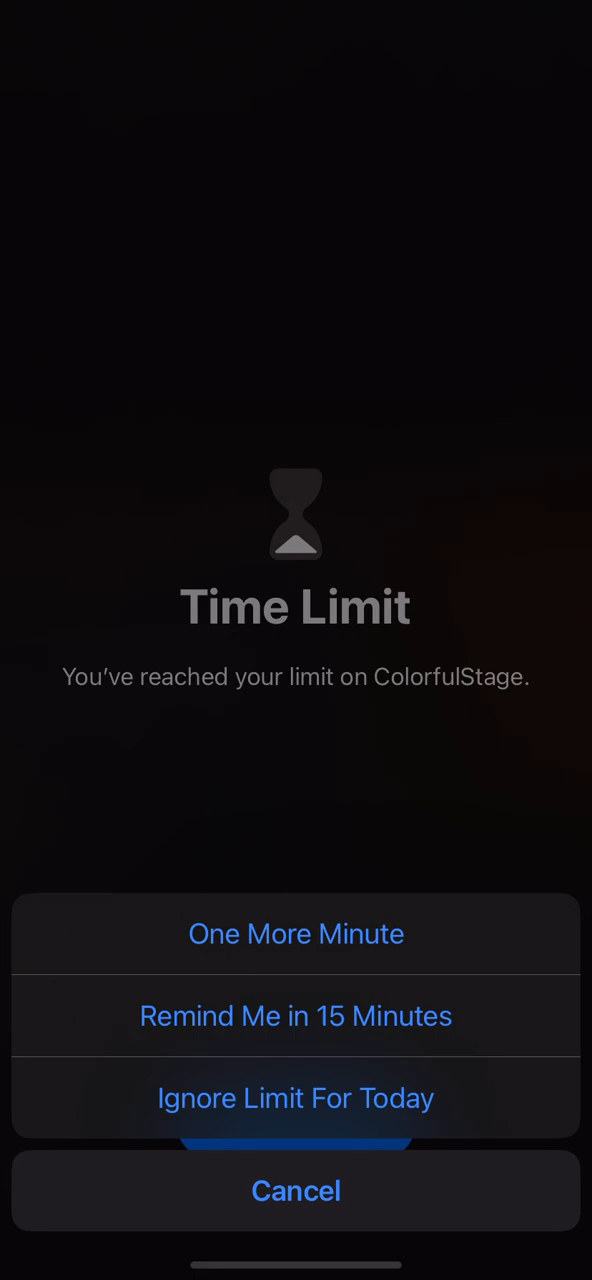 Time Limit
You’ve reached your limit on ColorfulStage.
One More Minute
Remind Me in 15 Minutes
Ignore Limit For Today
Cancel